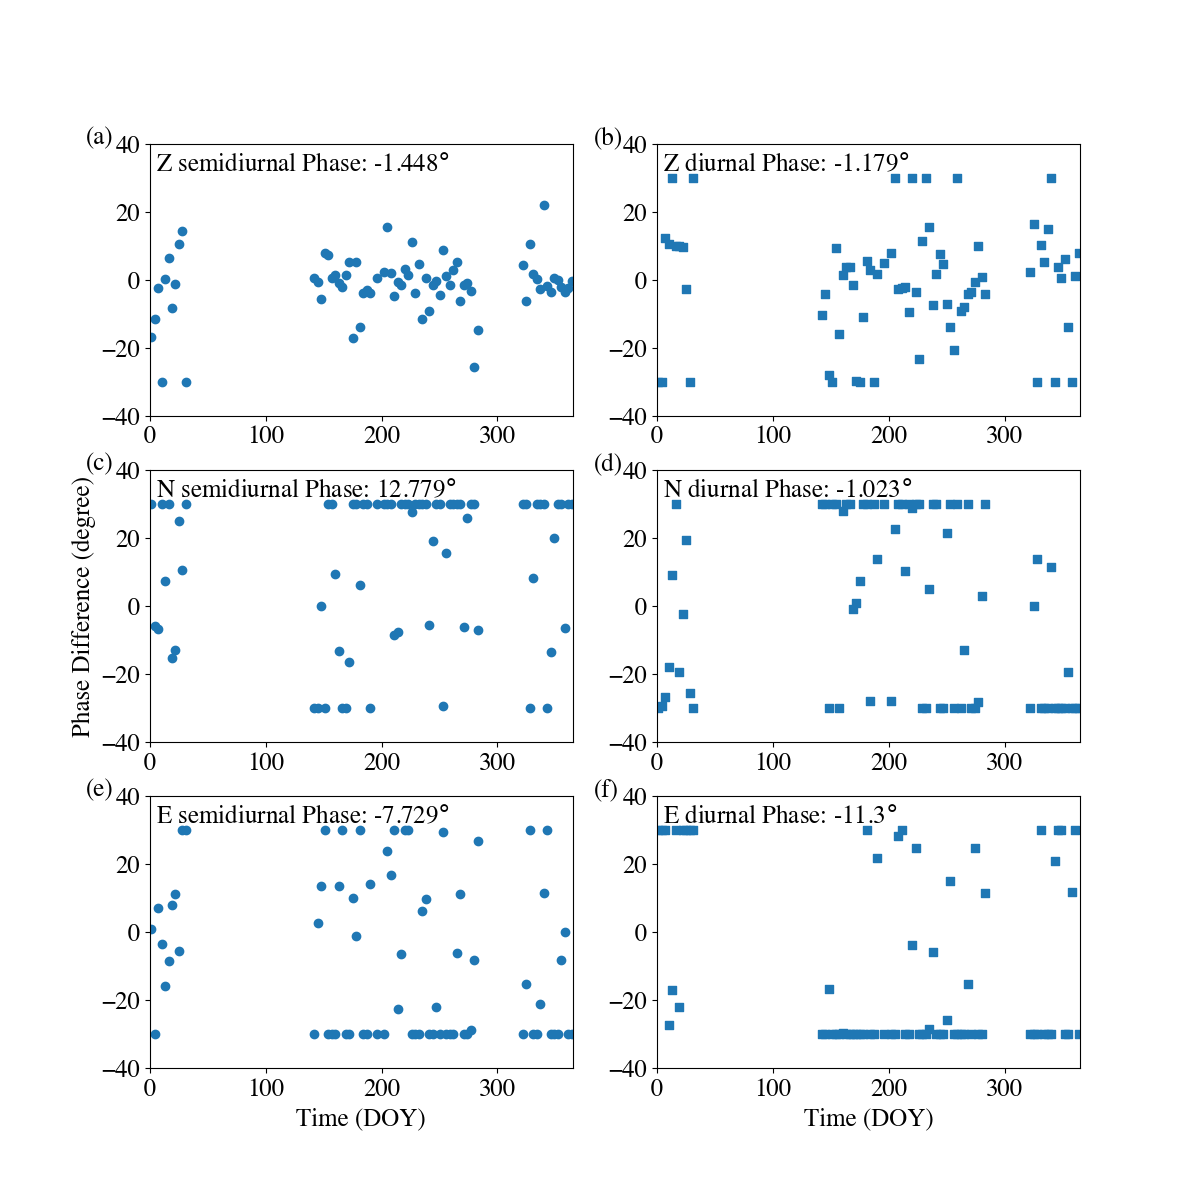 (a)
Z semidiurnal Phase: -1.448°
40
20
0
−20
−40
0 100 200 300
(b)
Z diurnal Phase: -1.179°
40
20
0
−20
−40
0 100 200 300
(c)
N semidiurnal Phase: 12.779°
40
20
0
−20
−40
0 100 200 300
(d)
N diurnal Phase: -1.023°
40
20
0
−20
−40
0 100 200 300
Phase Difference (degree)
(e)
E semidiurnal Phase: -7.729°
40
20
0
−20
−40
0 100 200 300
Time (DOY)
(f)
E diurnal Phase: -11.3°
40
20
0
−20
−40
0 100 200 300
Time (DOY)